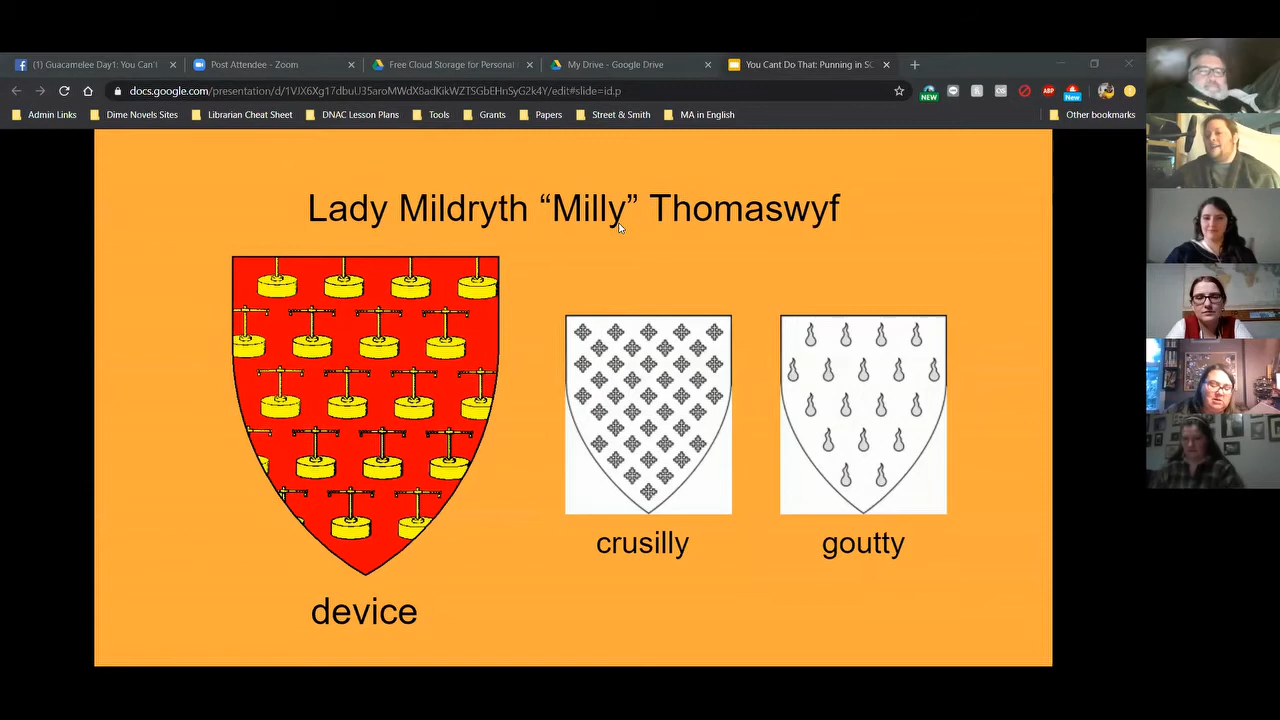 (1) Guacamelee Day1: You Can't
Post Attendee - Zoom
Free Cloud Storage for Personal
My Drive - Google Drive
You Cant Do That: Punning in SC
docs.google.com/presentation/d/1VJX6Xg17dbuU35aroMWdX8adKikWZTSGbEHnSyG2k4Y/edit#slide=id.p
NEW
ABP
New
Admin Links
Dime Novels Sites
Librarian Cheat Sheet
DNAC Lesson Plans
Tools
Grants
Papers
Street & Smith
MA in English
Other bookmarks
Lady Mildryth “Milly” Thomaswyf
crusilly
goutty
device